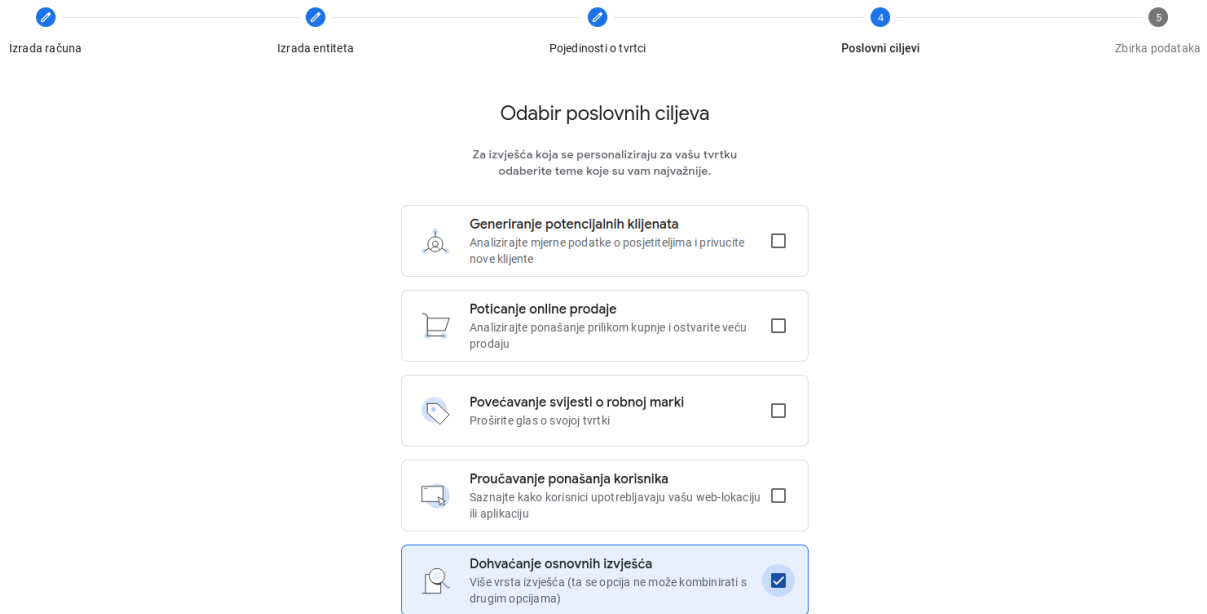 4
5
Izrada računa
Izrada entiteta
Pojedinosti o tvrtci
Poslovni ciljevi
Zbirka podataka
Odabir poslovnih ciljeva
Za izvješća koja se personaliziraju za vašu tvrtku
odaberite teme koje su vam najvažnije.
Generiranje potencijalnih klijenata
Analizirajte mjerne podatke o posjetiteljima i privucite
nove klijente
Poticanje online prodaje
Analizirajte ponašanje prilikom kupnje i ostvarite veću
prodaju
Povećavanje svijesti o robnoj marki
Proširite glas o svojoj tvrtki
Proučavanje ponašanja korisnika
Saznajte kako korisnici upotrebljavaju vašu web-lokaciju
ili aplikaciju
Dohvaćanje osnovnih izvješća
Više vrsta izvješća (ta se opcija ne može kombinirati s
drugim opcijama)